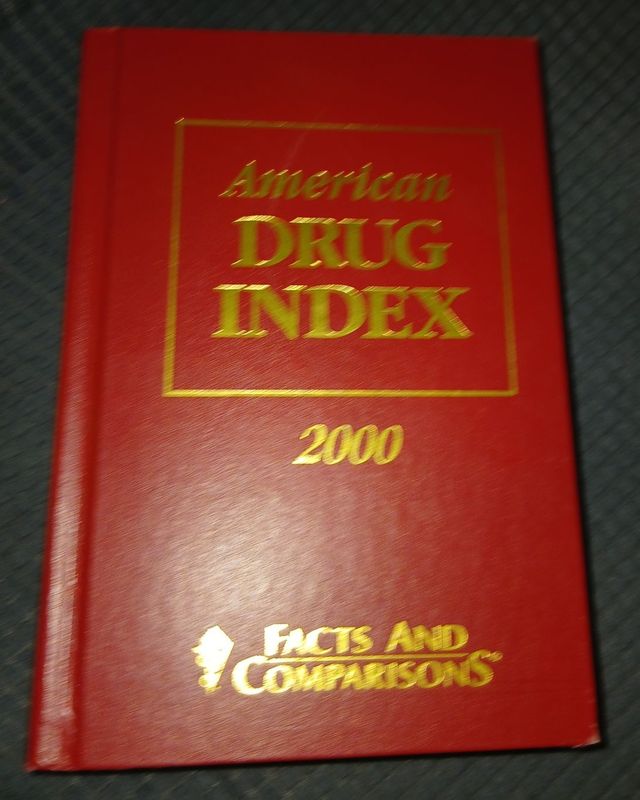 American
DRUG
INDEX
2000
FACTS AND
COMPARISONS®